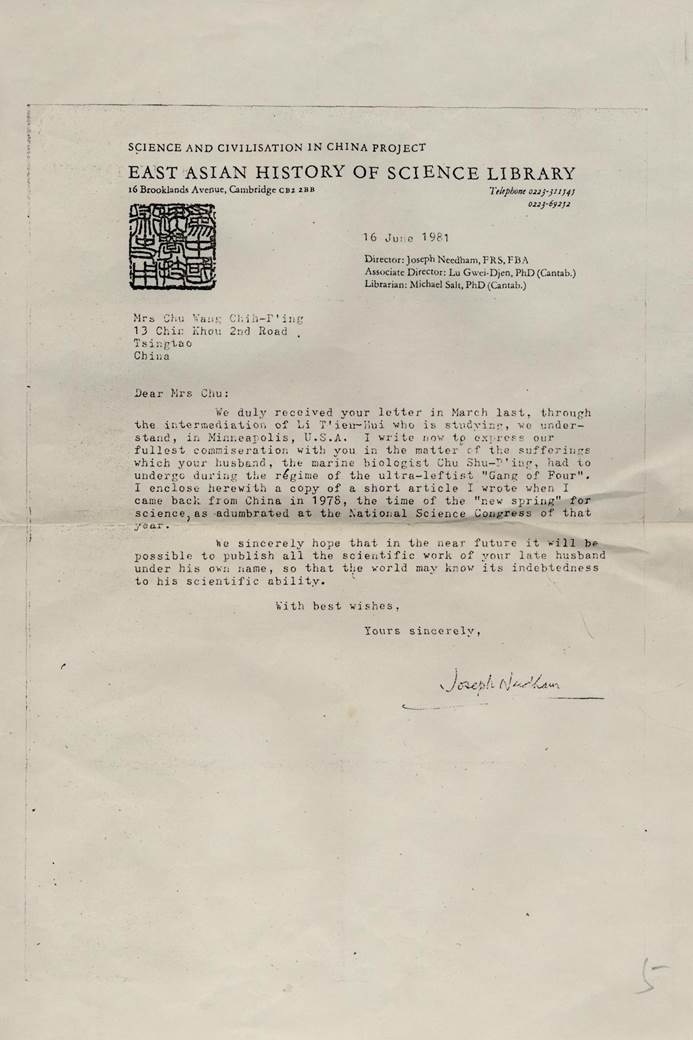 SCIENCE AND CIVILISATION IN CHINA PROJECT
EAST ASIAN HISTORY OF SCIENCE LIBRARY
16 Brooklands Avenue, Cambridge CB2 2BB
Telephone 0223-311545
0223-69252
16 June 1981
Director: Joseph Needham, FRS, FBA
Associate Director: Lu Gwei-Djen, PhD (Cantab.)
Librarian: Michael Salt, PhD (Cantab.)
Mrs Chu Wang Chih-P'ing
13 Chin Khou 2nd Road
Tsingtao
China
Dear Mrs Chu:
We duly received your letter in March last, through
the intermediation of Li T'ien-Hui who is studying, we under-
stand, in Minneapolis, U.S.A. I write now to express our
fullest commiseration with you in the matter of the sufferings
which your husband, the marine biologist Chu Shu-P'ing, had to
undergo during the régime of the ultra-leftist "Gang of Four".
I enclose herewith a copy of a short article I wrote when I
came back from China in 1978, the time of the "new spring" for
science, as adumbrated at the National Science Congress of that
year.
We sincerely hope that in the near future it will be
possible to publish all the scientific work of your late husband
under his own name, so that the world may know its indebtedness
to his scientific ability.
With best wishes,
Yours sincerely,
Joseph Needham
5